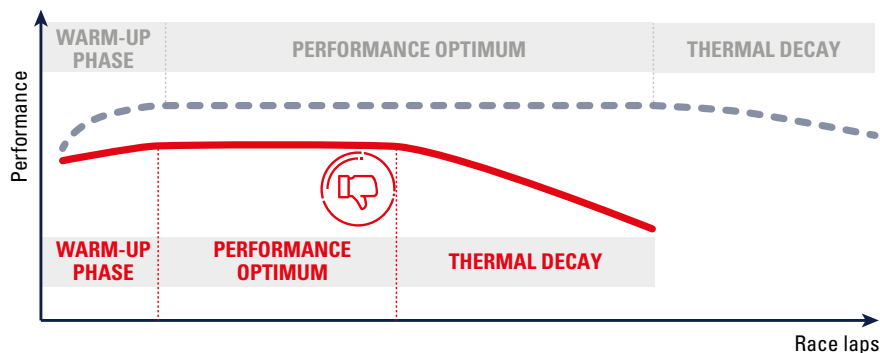 WARM-UP
PHASE
PERFORMANCE OPTIMUM
THERMAL DECAY
Performance
WARM-UP
PHASE
PERFORMANCE
OPTIMUM
THERMAL DECAY
Race laps